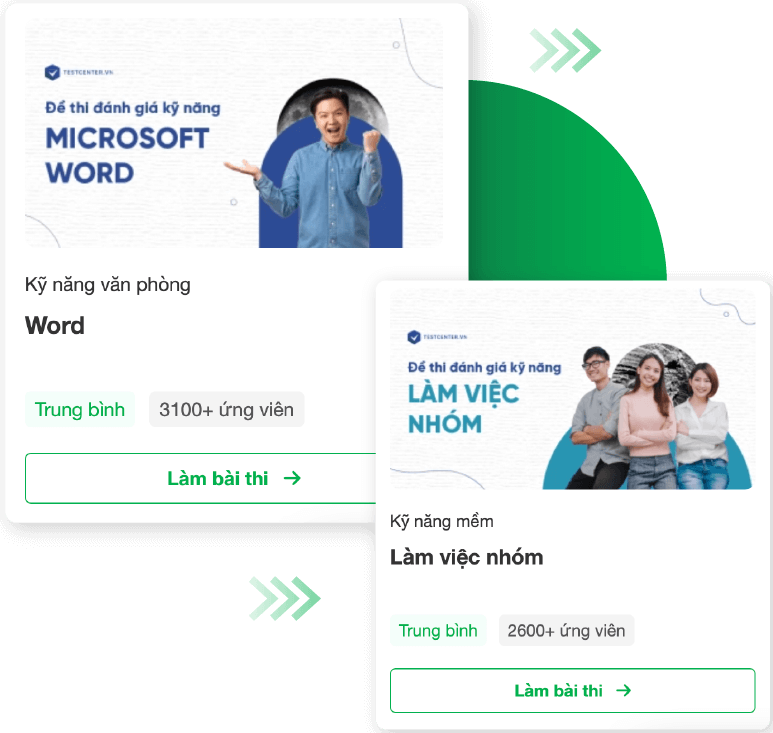 TESTCENTER.VN
Đề thi đánh giá kỹ năng
MICROSOFT
WORD
Kỹ năng văn phòng
Word
Trung bình
3100+ ứng viên
Làm bài thi
TESTCENTER.VN
Đề thi đánh giá kỹ năng
LÀM VIỆC
NHÓM
Kỹ năng mềm
Làm việc nhóm
Trung bình
2600+ ứng viên
Làm bài thi